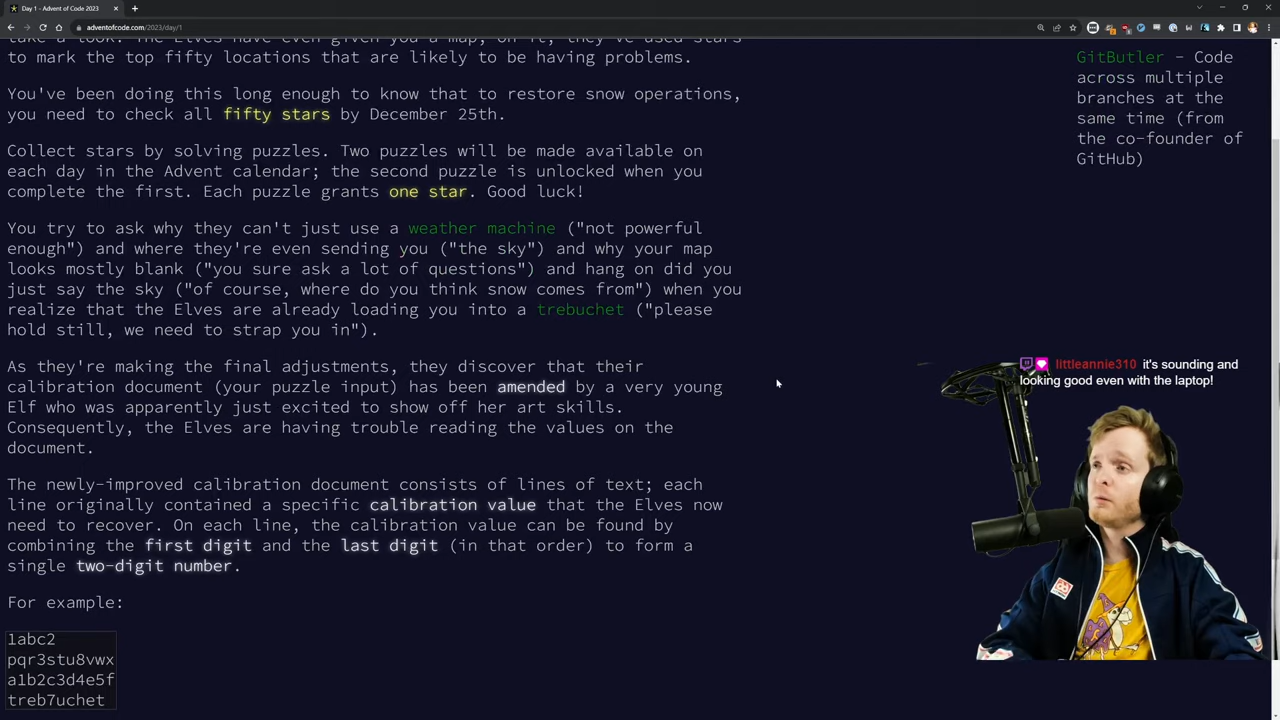 Day 1 - Advent of Code 2023
adventofcode.com/2023/day/1
take a look. The Elves have even given you a map; on it, they've used stars
to mark the top fifty locations that are likely to be having problems.
You've been doing this long enough to know that to restore snow operations,
you need to check all fifty stars by December 25th.
Collect stars by solving puzzles. Two puzzles will be made available on
each day in the Advent calendar; the second puzzle is unlocked when you
complete the first. Each puzzle grants one star. Good luck!
You try to ask why they can't just use a weather machine ("not powerful
enough") and where they're even sending you ("the sky") and why your map
looks mostly blank ("you sure ask a lot of questions") and hang on did you
just say the sky ("of course, where do you think snow comes from") when you
realize that the Elves are already loading you into a trebuchet ("please
hold still, we need to strap you in").
As they're making the final adjustments, they discover that their
calibration document (your puzzle input) has been amended by a very young
Elf who was apparently just excited to show off her art skills.
Consequently, the Elves are having trouble reading the values on the
document.
The newly-improved calibration document consists of lines of text; each
line originally contained a specific calibration value that the Elves now
need to recover. On each line, the calibration value can be found by
combining the first digit and the last digit (in that order) to form a
single two-digit number.
For example:
1abc2
pqr3stu8vwx
a1b2c3d4e5f
treb7uchet
GitButler - Code
across multiple
branches at the
same time (from
the co-founder of
GitHub)
littleannie310 it's sounding and
looking good even with the laptop!